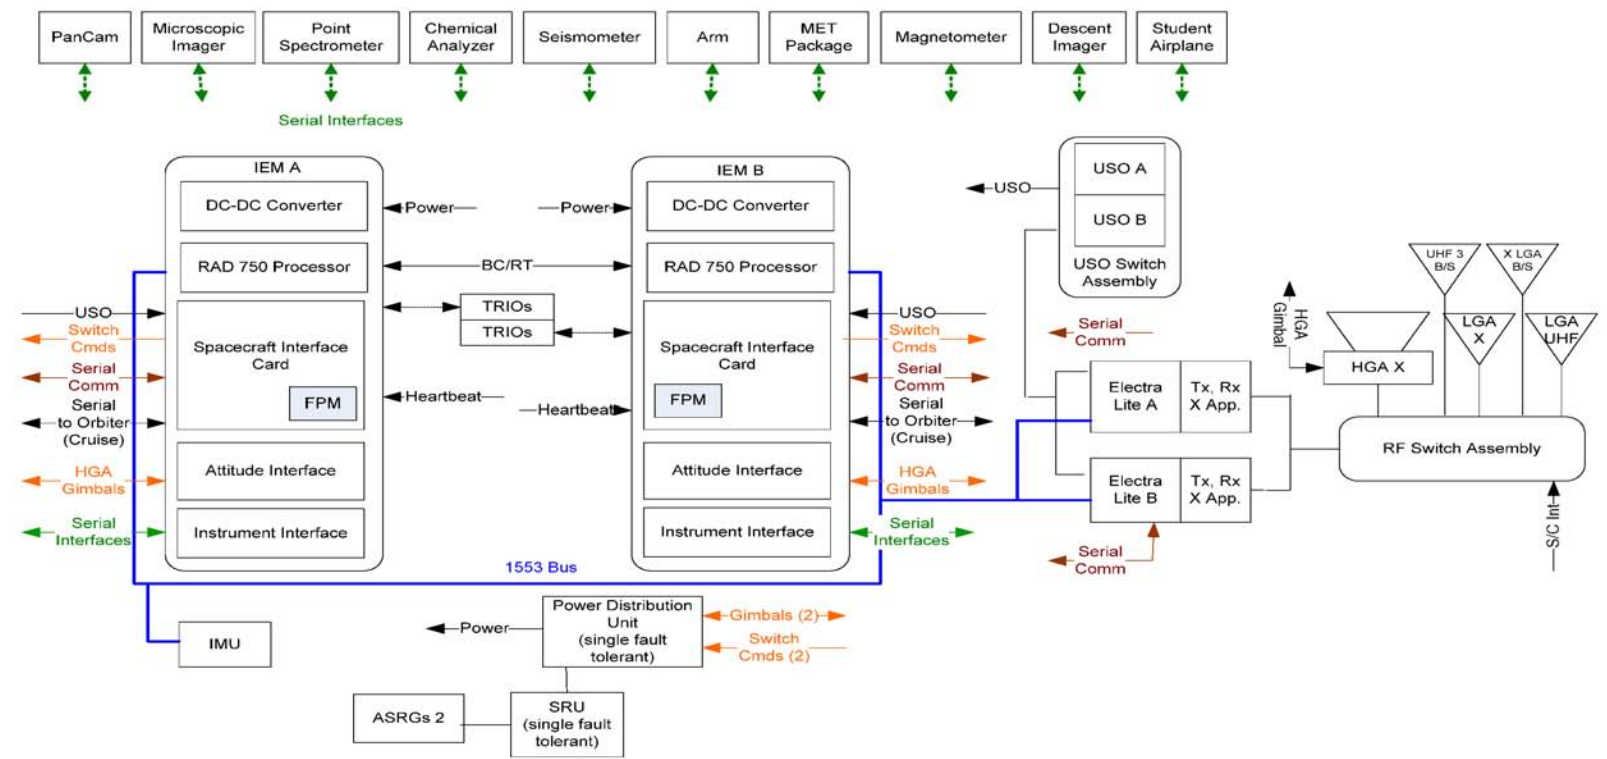 PanCam
Microscopic
Imager
Point
Spectrometer
Chemical
Analyzer
Seismometer
Arm
MET
Package
Magnetometer
Descent
Imager
Student
Airplane
Serial Interfaces
IEM A
DC-DC Converter
RAD 750 Processor
Spacecraft Interface
Card
FPM
Attitude Interface
Instrument Interface
USO
Switch
Cmds
Serial
Comm
Serial
to Orbiter
(Cruise)
HGA
Gimbals
Serial
Interfaces
Power
Power
BC/RT
TRIOs
TRIOs
Heartbeat
Heartbeat
IEM B
DC-DC Converter
RAD 750 Processor
Spacecraft Interface
Card
FPM
Attitude Interface
Instrument Interface
USO
Switch
Cmds
Serial
Comm
Serial
to Orbiter
(Cruise)
HGA
Gimbals
Serial
Interfaces
USO
USO A
USO B
USO Switch
Assembly
Serial
Comm
Electra
Lite A
Tx, Rx
X App.
Electra
Lite B
Tx, Rx
X App.
Serial
Comm
HGA
Gimbal
HGA X
UHF 3
B/S
X LGA
B/S
LGA
X
LGA
UHF
RF Switch Assembly
S/C Int
1553 Bus
IMU
Power
Power Distribution
Unit
(single fault
tolerant)
Gimbals (2)
Switch
Cmds (2)
ASRGs 2
SRU
(single fault
tolerant)